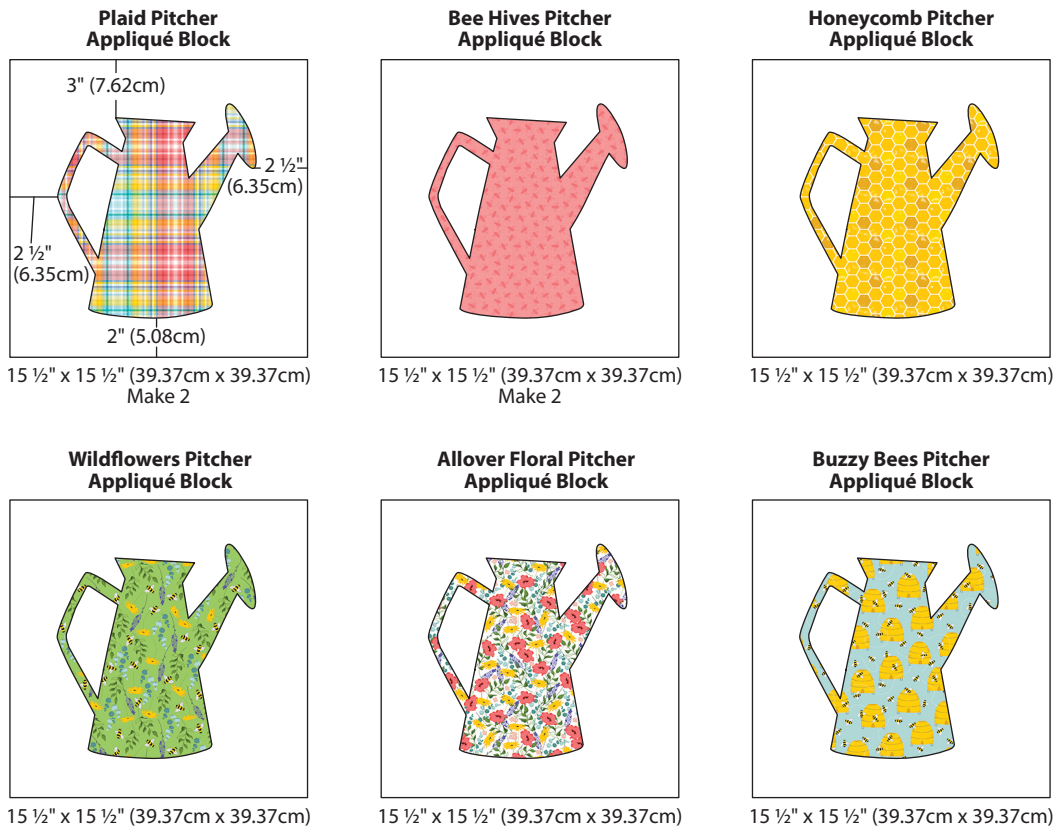 Plaid Pitcher
Appliqué Block
3" (7.62cm)
2 ½"
(6.35cm)
2 ½"
(6.35cm)
2" (5.08cm)
15 ½" x 15 ½" (39.37cm x 39.37cm)
Make 2
Bee Hives Pitcher
Appliqué Block
15 ½" x 15 ½" (39.37cm x 39.37cm)
Make 2
Honeycomb Pitcher
Appliqué Block
15 ½" x 15 ½" (39.37cm x 39.37cm)
Wildflowers Pitcher
Appliqué Block
15 ½" x 15 ½" (39.37cm x 39.37cm)
Allover Floral Pitcher
Appliqué Block
15 ½" x 15 ½" (39.37cm x 39.37cm)
Buzzy Bees Pitcher
Appliqué Block
15 ½" x 15 ½" (39.37cm x 39.37cm)